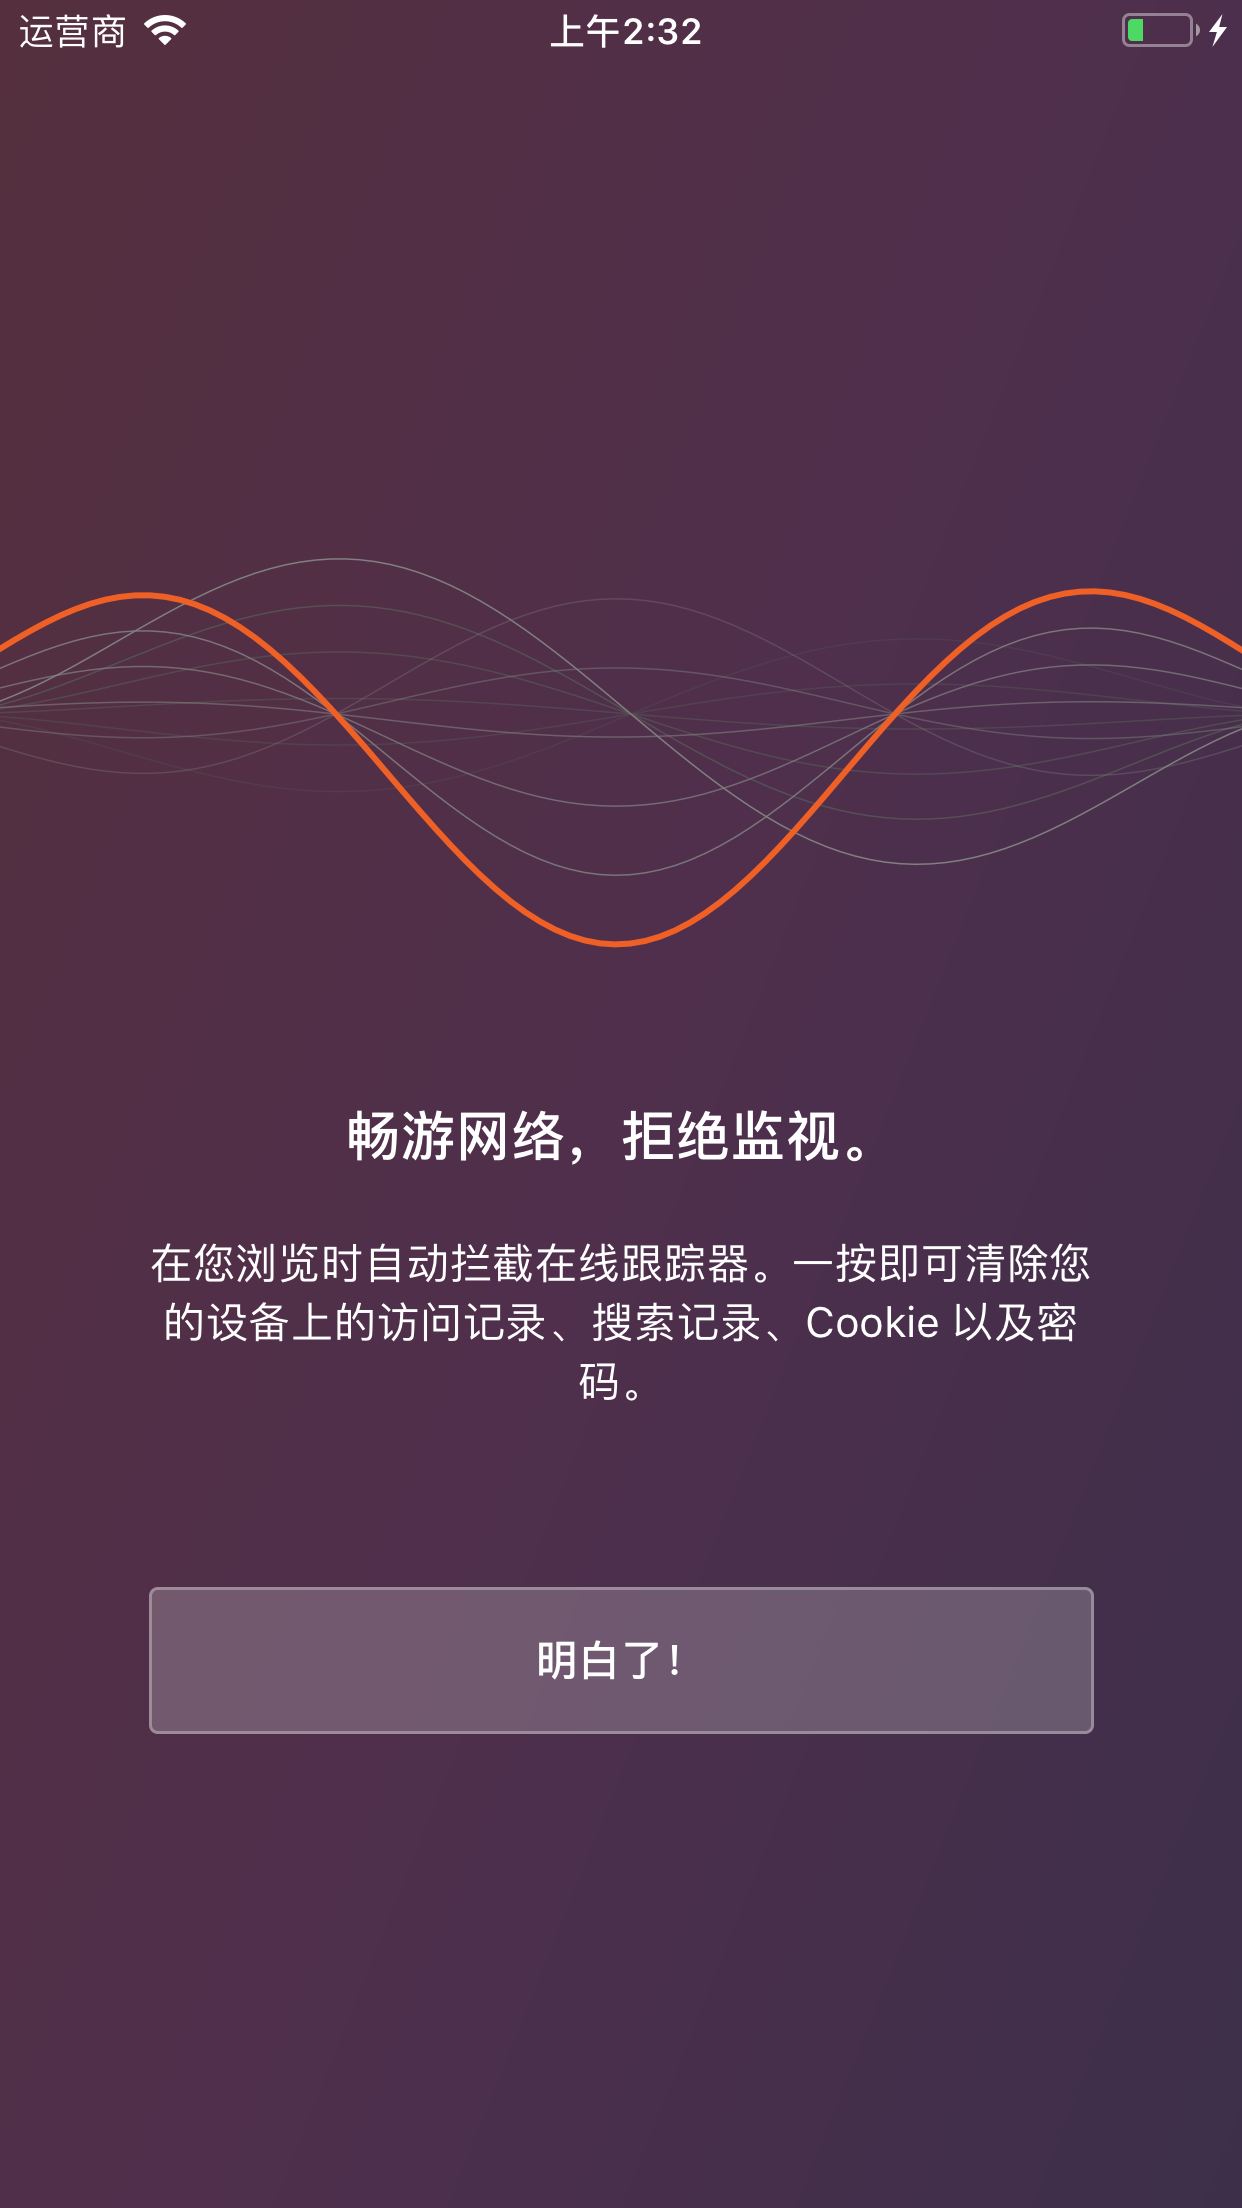 运营商
上午2:32
畅游网络，拒绝监视。
在您浏览时自动拦截在线跟踪器。一按即可清除您
的设备上的访问记录、搜索记录、Cookie 以及密
码。
明白了！